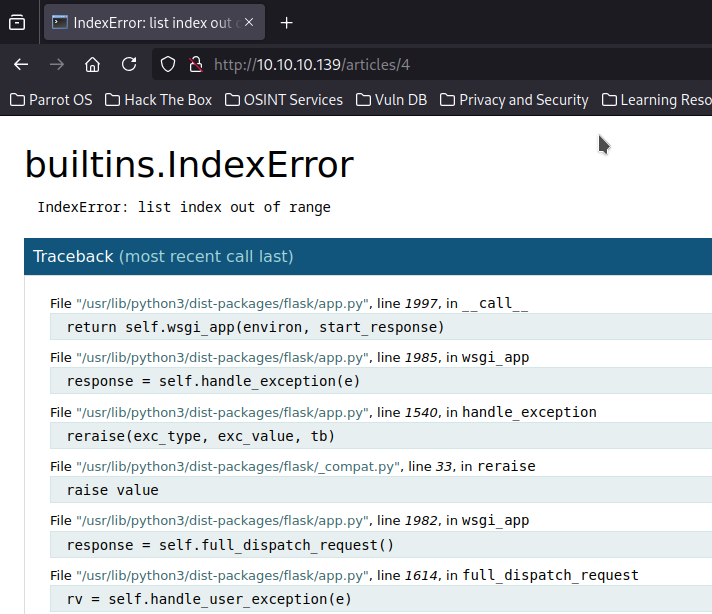 IndexError: list index out o
http://10.10.10.139/articles/4
Parrot OS Hack The Box OSINT Services Vuln DB Privacy and Security Learning Reso
builtins.IndexError
IndexError: list index out of range
Traceback (most recent call last)
File "/usr/lib/python3/dist-packages/flask/app.py", line 1997, in __call__
return self.wsgi_app(environ, start_response)
File "/usr/lib/python3/dist-packages/flask/app.py", line 1985, in wsgi_app
response = self.handle_exception(e)
File "/usr/lib/python3/dist-packages/flask/app.py", line 1540, in handle_exception
reraise(exc_type, exc_value, tb)
File "/usr/lib/python3/dist-packages/flask/_compat.py", line 33, in reraise
raise value
File "/usr/lib/python3/dist-packages/flask/app.py", line 1982, in wsgi_app
response = self.full_dispatch_request()
File "/usr/lib/python3/dist-packages/flask/app.py", line 1614, in full_dispatch_request
rv = self.handle_user_exception(e)